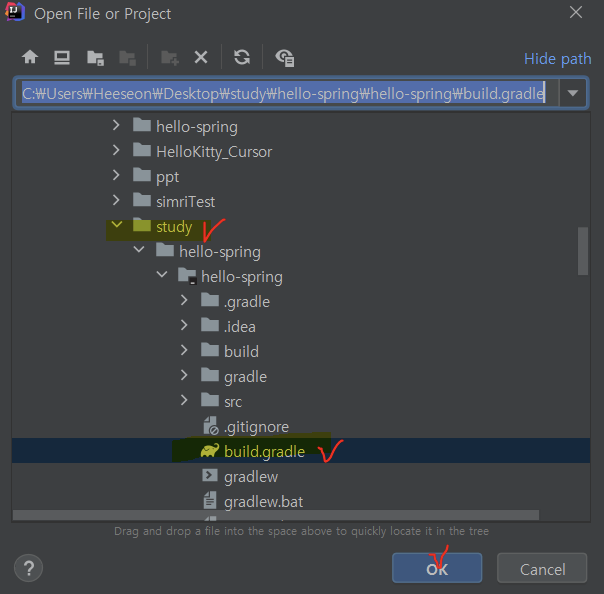 Open File or Project
Hide path
C:₩Users₩Heeseon₩Desktop₩study₩hello-spring₩hello-spring₩build.gradle
hello-spring
HelloKitty_Cursor
ppt
simriTest
study
hello-spring
hello-spring
.gradle
.idea
build
gradle
src
.gitignore
build.gradle
gradlew
gradlew.bat
Drag and drop a file into the space above to quickly locate it in the tree
?
OK
Cancel